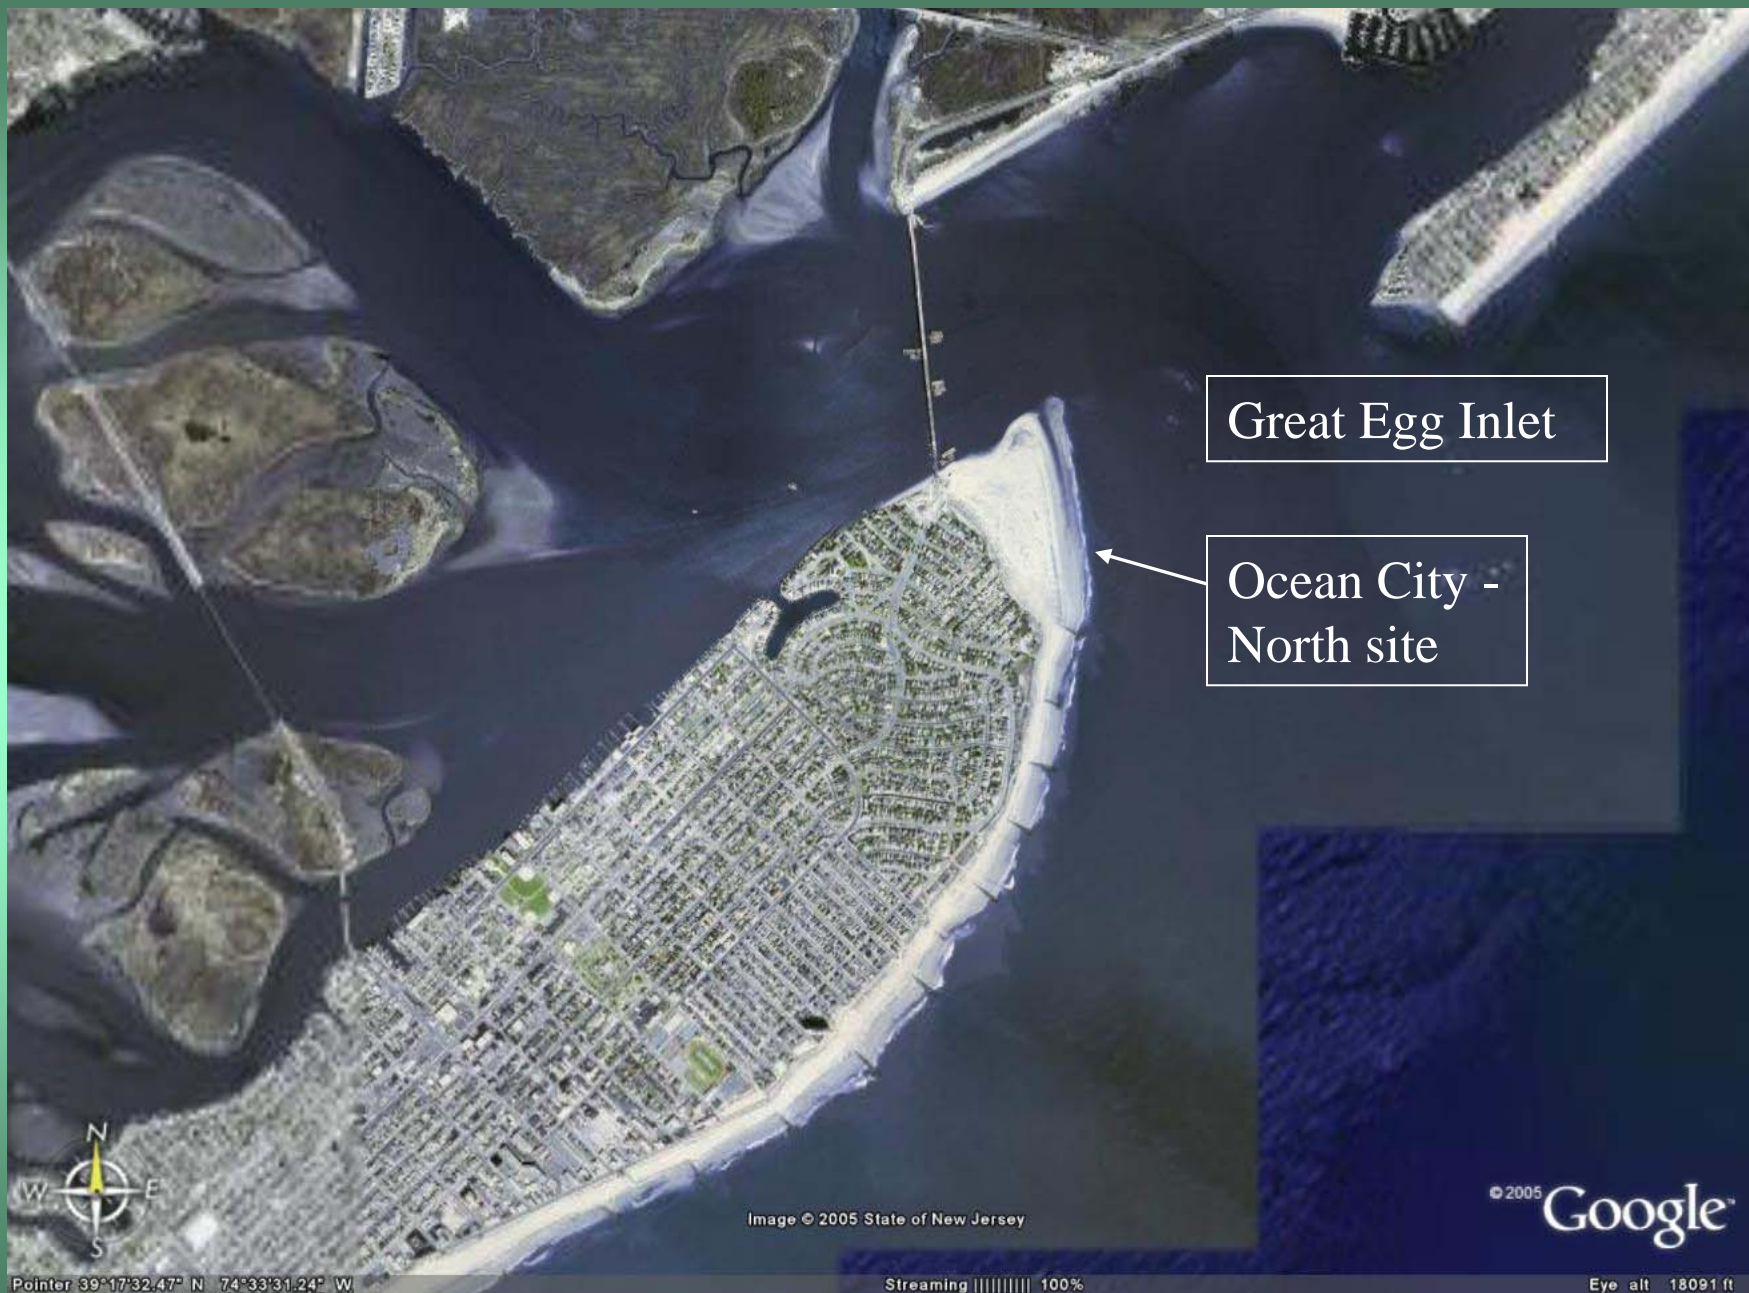 Great Egg Inlet
Ocean City -
North site
N
W E
S
© 2005 Google™
Image © 2005 State of New Jersey
Pointer 39°17'32.47" N 74°33'31.24" W Streaming |||||||||| 100% Eye alt 18091 ft